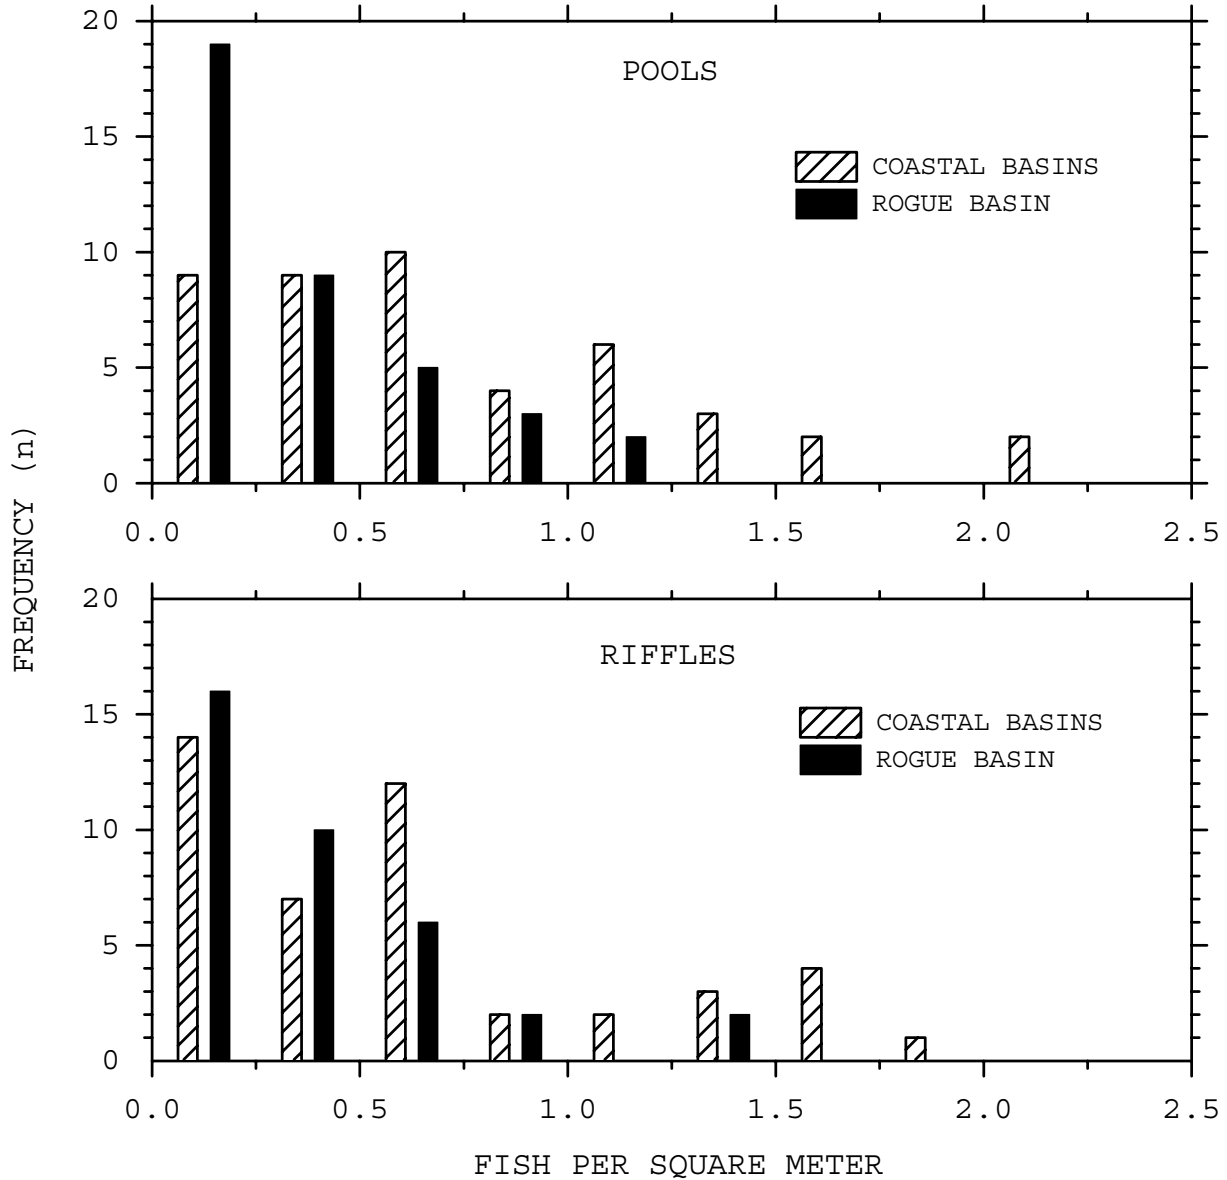 20
POOLS
15
COASTAL BASINS
ROGUE BASIN
10
5
0
0.0 0.5 1.0 1.5 2.0 2.5
FREQUENCY (n)
20
RIFFLES
15
COASTAL BASINS
ROGUE BASIN
10
5
0
0.0 0.5 1.0 1.5 2.0 2.5
FISH PER SQUARE METER